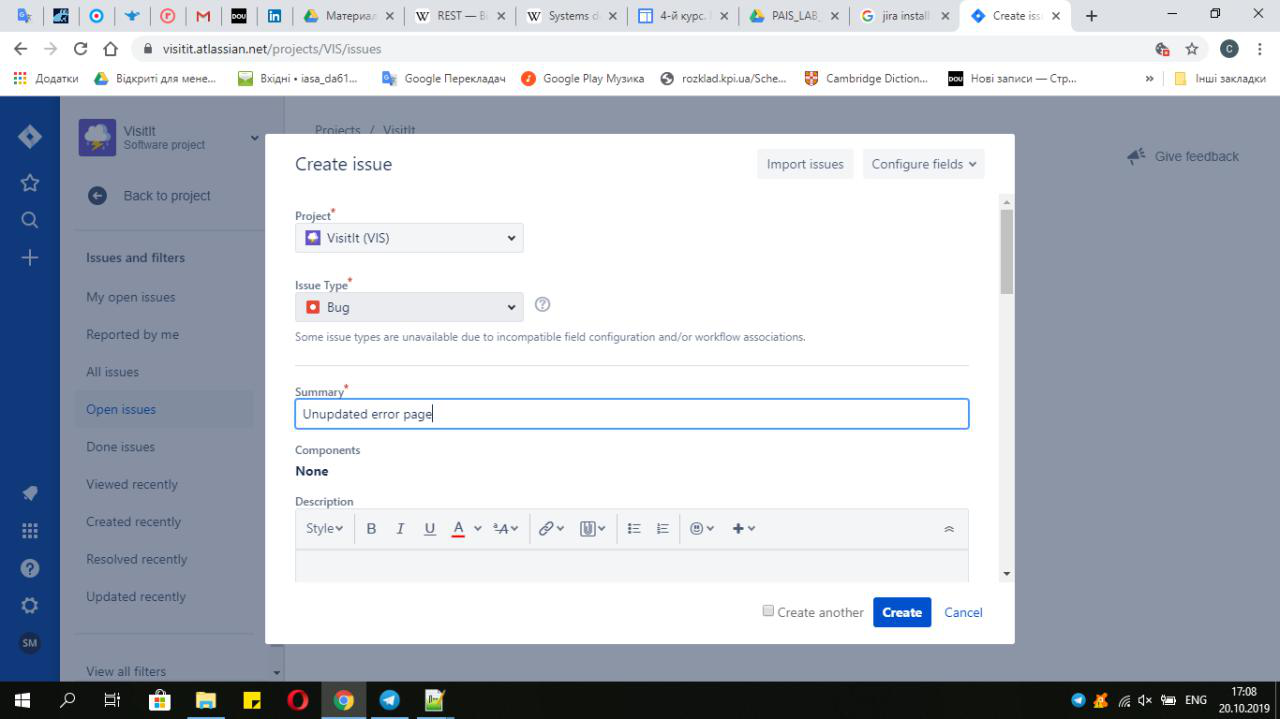 DOU
in
Материал
W REST — В
W Systems d
4-й курс.
PAIS_LAB_
G jira install
Create iss
visitit.atlassian.net/projects/VIS/issues
C
Додатки
Відкриті для мене...
Вхідні • iasa_da61...
Google Перекладач
Google Play Музика
rozklad.kpi.ua/Sche...
Cambridge Diction...
DOU Нові записи — Стр...
»
Інші закладки
VisitIt
Software project
Projects / VisitIt
Give feedback
Back to project
Create issue
Import issues
Configure fields
Project*
VisitIt (VIS)
Issues and filters
My open issues
Reported by me
All issues
Open issues
Done issues
Viewed recently
Created recently
Resolved recently
Updated recently
View all filters
SM
Issue Type*
Bug
Some issue types are unavailable due to incompatible field configuration and/or workflow associations.
Summary*
Unupdated error page
Components
None
Description
Style B I U A ªA
Create another
Create
Cancel
ENG
17:08
20.10.2019